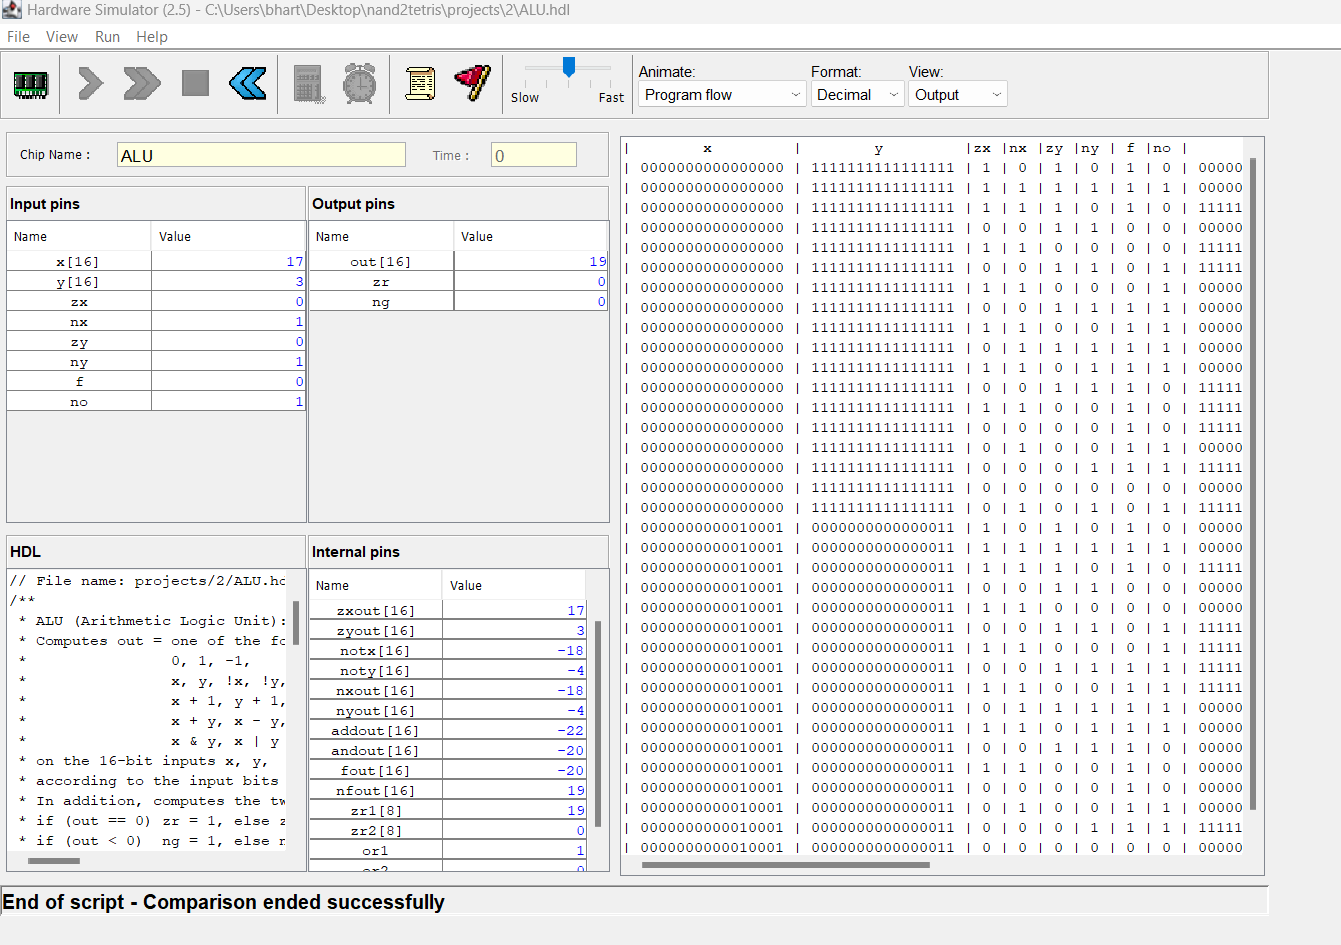 Hardware Simulator (2.5) - C:\Users\bhart\Desktop\nand2tetris\projects\2\ALU.hdl
File View Run Help
Slow Fast
Animate: Format: View:
Program flow Decimal Output
Chip Name : ALU Time : 0
Input pins
Name Value
x[16] 17
y[16] 3
zx 0
nx 1
zy 0
ny 1
f 0
no 1
Output pins
Name Value
out[16] 19
zr 0
ng 0
HDL
// File name: projects/2/ALU.hd
/**
* ALU (Arithmetic Logic Unit):
* Computes out = one of the fo
* 0, 1, -1,
* x, y, !x, !y,
* x + 1, y + 1,
* x + y, x - y,
* x & y, x | y
* on the 16-bit inputs x, y,
* according to the input bits
* In addition, computes the tw
* if (out == 0) zr = 1, else z
* if (out < 0) ng = 1, else n
Internal pins
Name Value
zxout[16] 17
zyout[16] 3
notx[16] -18
noty[16] -4
nxout[16] -18
nyout[16] -4
addout[16] -22
andout[16] -20
fout[16] -20
nfout[16] 19
zr1[8] 19
zr2[8] 0
or1 1
or2 0
| x | y |zx |nx |zy |ny | f |no |
| 0000000000000000 | 1111111111111111 | 1 | 0 | 1 | 0 | 1 | 0 | 00000
| 0000000000000000 | 1111111111111111 | 1 | 1 | 1 | 1 | 1 | 1 | 00000
| 0000000000000000 | 1111111111111111 | 1 | 1 | 1 | 0 | 1 | 0 | 11111
| 0000000000000000 | 1111111111111111 | 0 | 0 | 1 | 1 | 0 | 0 | 00000
| 0000000000000000 | 1111111111111111 | 1 | 1 | 0 | 0 | 0 | 0 | 11111
| 0000000000000000 | 1111111111111111 | 0 | 0 | 1 | 1 | 0 | 1 | 11111
| 0000000000000000 | 1111111111111111 | 1 | 1 | 0 | 0 | 0 | 1 | 00000
| 0000000000000000 | 1111111111111111 | 0 | 0 | 1 | 1 | 1 | 1 | 00000
| 0000000000000000 | 1111111111111111 | 1 | 1 | 0 | 0 | 1 | 1 | 00000
| 0000000000000000 | 1111111111111111 | 0 | 1 | 1 | 1 | 1 | 1 | 00000
| 0000000000000000 | 1111111111111111 | 1 | 1 | 0 | 1 | 1 | 1 | 00000
| 0000000000000000 | 1111111111111111 | 0 | 0 | 1 | 1 | 1 | 0 | 11111
| 0000000000000000 | 1111111111111111 | 1 | 1 | 0 | 0 | 1 | 0 | 11111
| 0000000000000000 | 1111111111111111 | 0 | 0 | 0 | 0 | 1 | 0 | 11111
| 0000000000000000 | 1111111111111111 | 0 | 1 | 0 | 0 | 1 | 1 | 00000
| 0000000000000000 | 1111111111111111 | 0 | 0 | 0 | 1 | 1 | 1 | 11111
| 0000000000000000 | 1111111111111111 | 0 | 0 | 0 | 0 | 0 | 0 | 00000
| 0000000000000000 | 1111111111111111 | 0 | 1 | 0 | 1 | 0 | 1 | 11111
| 0000000000010001 | 0000000000000011 | 1 | 0 | 1 | 0 | 1 | 0 | 00000
| 0000000000010001 | 0000000000000011 | 1 | 1 | 1 | 1 | 1 | 1 | 00000
| 0000000000010001 | 0000000000000011 | 1 | 1 | 1 | 0 | 1 | 0 | 11111
| 0000000000010001 | 0000000000000011 | 0 | 0 | 1 | 1 | 0 | 0 | 00000
| 0000000000010001 | 0000000000000011 | 1 | 1 | 0 | 0 | 0 | 0 | 00000
| 0000000000010001 | 0000000000000011 | 0 | 0 | 1 | 1 | 0 | 1 | 11111
| 0000000000010001 | 0000000000000011 | 1 | 1 | 0 | 0 | 0 | 1 | 11111
| 0000000000010001 | 0000000000000011 | 0 | 0 | 1 | 1 | 1 | 1 | 11111
| 0000000000010001 | 0000000000000011 | 1 | 1 | 0 | 0 | 1 | 1 | 11111
| 0000000000010001 | 0000000000000011 | 0 | 1 | 1 | 1 | 1 | 1 | 00000
| 0000000000010001 | 0000000000000011 | 1 | 1 | 0 | 1 | 1 | 1 | 00000
| 0000000000010001 | 0000000000000011 | 0 | 0 | 1 | 1 | 1 | 0 | 00000
| 0000000000010001 | 0000000000000011 | 1 | 1 | 0 | 0 | 1 | 0 | 00000
| 0000000000010001 | 0000000000000011 | 0 | 0 | 0 | 0 | 1 | 0 | 00000
| 0000000000010001 | 0000000000000011 | 0 | 1 | 0 | 0 | 1 | 1 | 00000
| 0000000000010001 | 0000000000000011 | 0 | 0 | 0 | 1 | 1 | 1 | 11111
| 0000000000010001 | 0000000000000011 | 0 | 0 | 0 | 0 | 0 | 0 | 00000
End of script - Comparison ended successfully